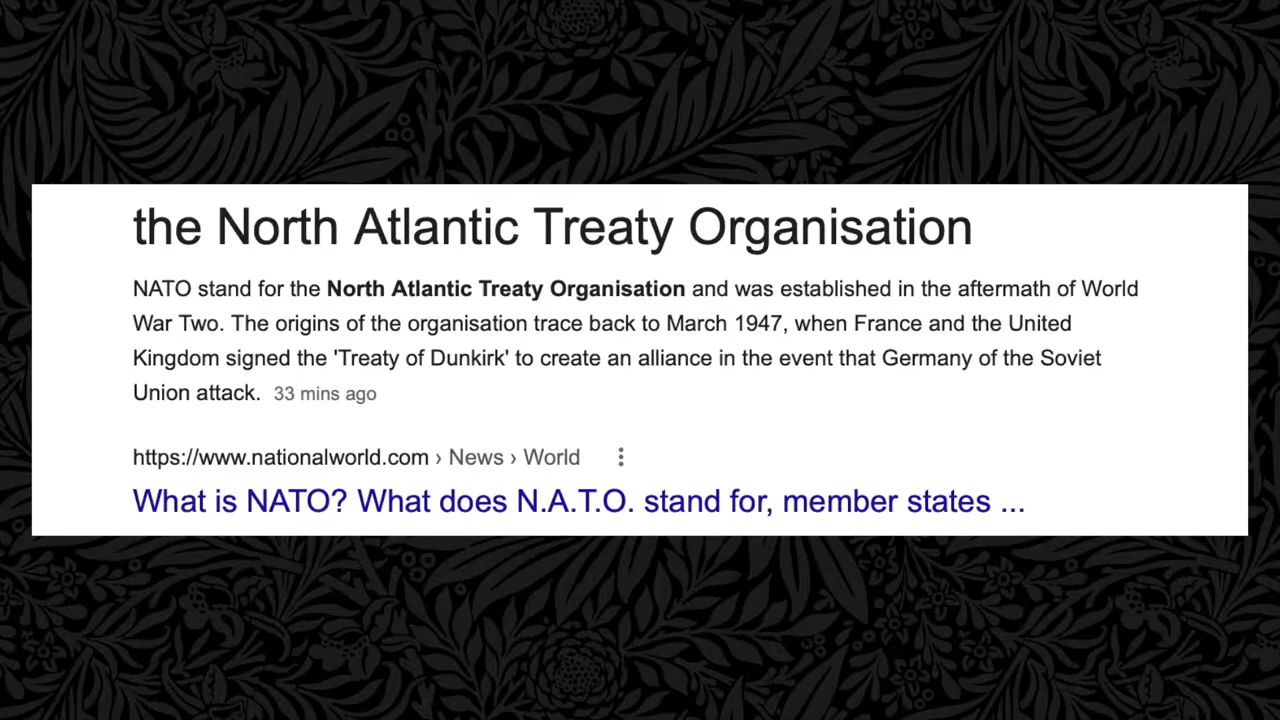 the North Atlantic Treaty Organisation
NATO stand for the North Atlantic Treaty Organisation and was established in the aftermath of World
War Two. The origins of the organisation trace back to March 1947, when France and the United
Kingdom signed the 'Treaty of Dunkirk' to create an alliance in the event that Germany of the Soviet
Union attack. 33 mins ago
https://www.nationalworld.com › News › World
What is NATO? What does N.A.T.O. stand for, member states ...